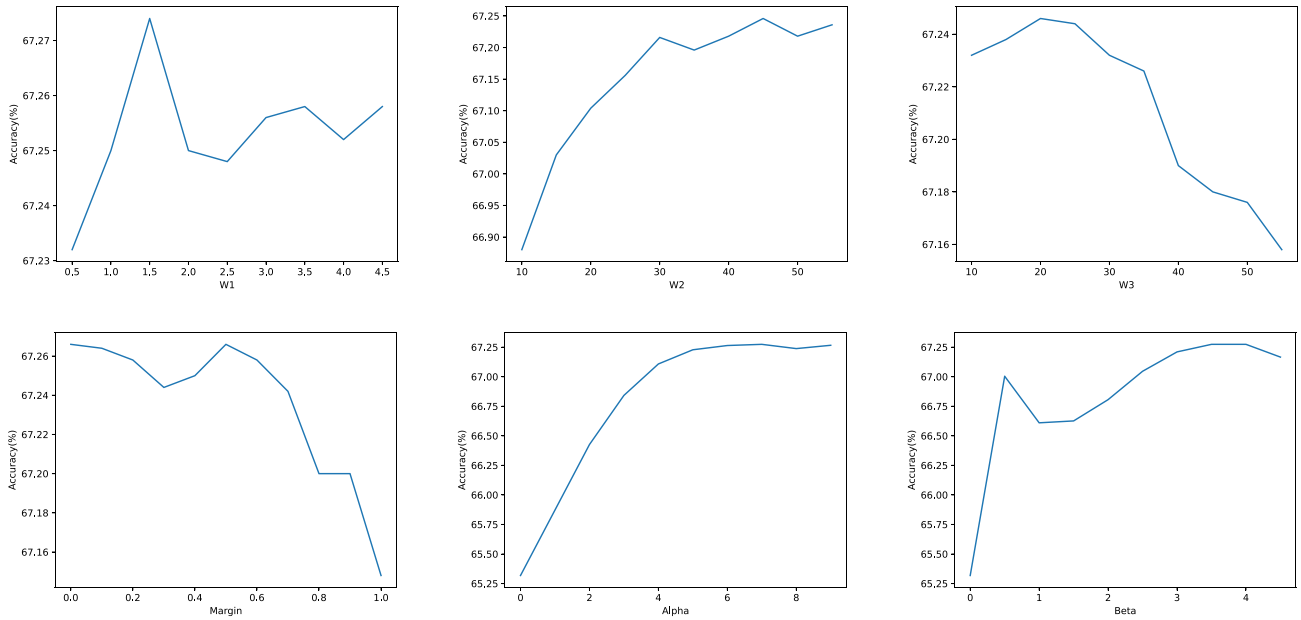 Accuracy(%)
67.27
67.26
67.25
67.24
67.23
0.5 1.0 1.5 2.0 2.5 3.0 3.5 4.0 4.5
W1
Accuracy(%)
67.25
67.20
67.15
67.10
67.05
67.00
66.95
66.90
10 20 30 40 50
W2
Accuracy(%)
67.24
67.22
67.20
67.18
67.16
10 20 30 40 50
W3
Accuracy(%)
67.26
67.24
67.22
67.20
67.18
67.16
0.0 0.2 0.4 0.6 0.8 1.0
Margin
Accuracy(%)
67.25
67.00
66.75
66.50
66.25
66.00
65.75
65.50
65.25
0 2 4 6 8
Alpha
Accuracy(%)
67.25
67.00
66.75
66.50
66.25
66.00
65.75
65.50
65.25
0 1 2 3 4
Beta